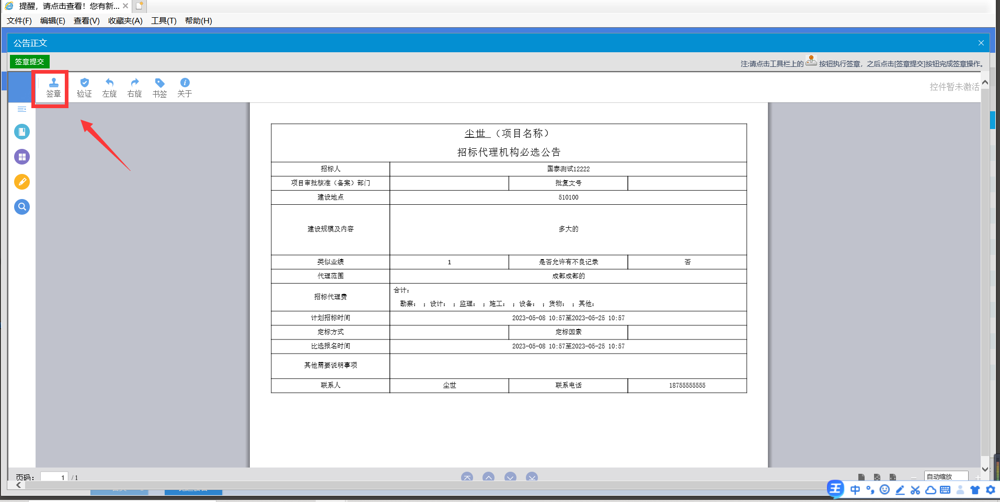 提醒，请点击查看！您有新...
文件(F) 编辑(E) 查看(V) 收藏夹(A) 工具(T) 帮助(H)
公告正文
签章提交
注:请点击工具栏上的 按钮执行签章，之后点击[签章提交]按钮完成签章操作。
签章 验证 左旋 右旋 书签 关于
控件暂未激活
尘世 （项目名称）
招标代理机构必选公告
招标人 国泰测试12222
项目审批核准（备案）部门 批复文号
建设地点 510100
建设规模及内容 多大的
类似业绩 1 是否允许有不良记录 否
代理范围 成都成都的
招标代理费
合计：
勘察： ；设计： ；监理： ；施工： ；设备： ；货物： ；其他：
计划招标时间 2023-05-08 10:57至2023-05-25 10:57
定标方式 定标因素
比选报名时间 2023-05-08 10:57至2023-05-25 10:57
其他需要说明事项
联系人 尘世 联系电话 18755555555
页码： 1 /1
自动缩放
王 中